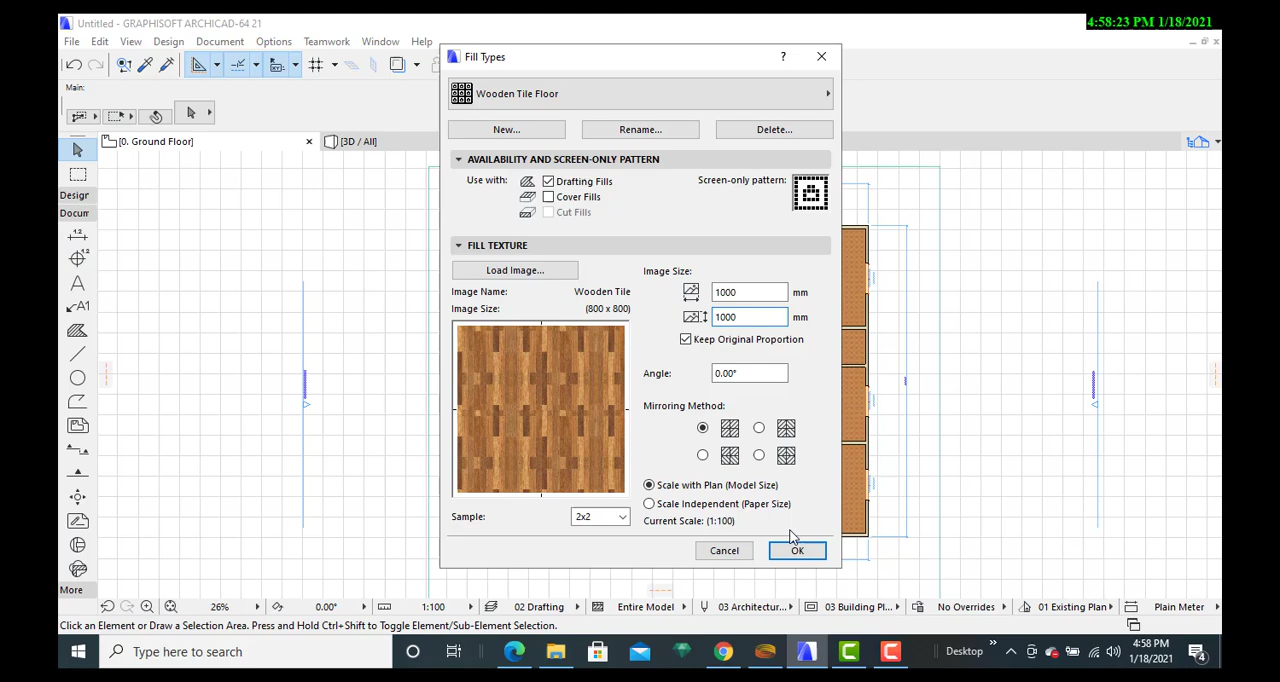 Untitled - GRAPHISOFT ARCHICAD-64 21
4:58:23 PM 1/18/2021
File Edit View Design Document Options Teamwork Window Help
Main:
[0. Ground Floor]
[3D / All]
Design
Docum
1.2
1.2
A
A1
More
Fill Types
?
Wooden Tile Floor
New...
Rename...
Delete...
AVAILABILITY AND SCREEN-ONLY PATTERN
Use with:
Drafting Fills
Cover Fills
Cut Fills
Screen-only pattern:
FILL TEXTURE
Load Image...
Image Name: Wooden Tile
Image Size: (800 x 800)
Sample: 2x2
Image Size:
1000 mm
1000 mm
Keep Original Proportion
Angle: 0.00°
Mirroring Method:
Scale with Plan (Model Size)
Scale Independent (Paper Size)
Current Scale: (1:100)
Cancel
OK
26% 0.00° 1:100 02 Drafting Entire Model 03 Architectur... 03 Building Pl... No Overrides 01 Existing Plan Plain Meter
Click an Element or Draw a Selection Area. Press and Hold Ctrl+Shift to Toggle Element/Sub-Element Selection.
Type here to search
Desktop
4:58 PM
1/18/2021
4